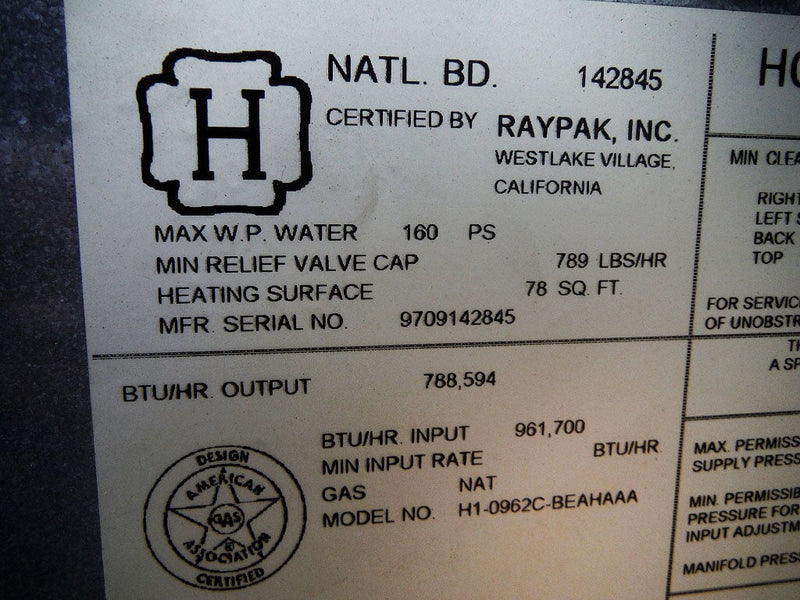 H
NATL. BD. 142845
CERTIFIED BY RAYPAK, INC.
WESTLAKE VILLAGE,
CALIFORNIA
MAX W.P. WATER 160 PS
MIN RELIEF VALVE CAP 789 LBS/HR
HEATING SURFACE 78 SQ. FT.
MFR. SERIAL NO. 9709142845
BTU/HR. OUTPUT 788,594
BTU/HR. INPUT 961,700
MIN INPUT RATE BTU/HR
GAS NAT
MODEL NO. H1-0962C-BEAHAAA
DESIGN
AMERICAN
GAS
ASSOCIATION
CERTIFIED
MIN CLEA
RIGHT
LEFT S
BACK
TOP
FOR SERVIC
OF UNOBSTR
TH
A SP
MAX. PERMISS
SUPPLY PRESS
MIN. PERMISSIB
PRESSURE FOR
INPUT ADJUSTM
MANIFOLD PRES